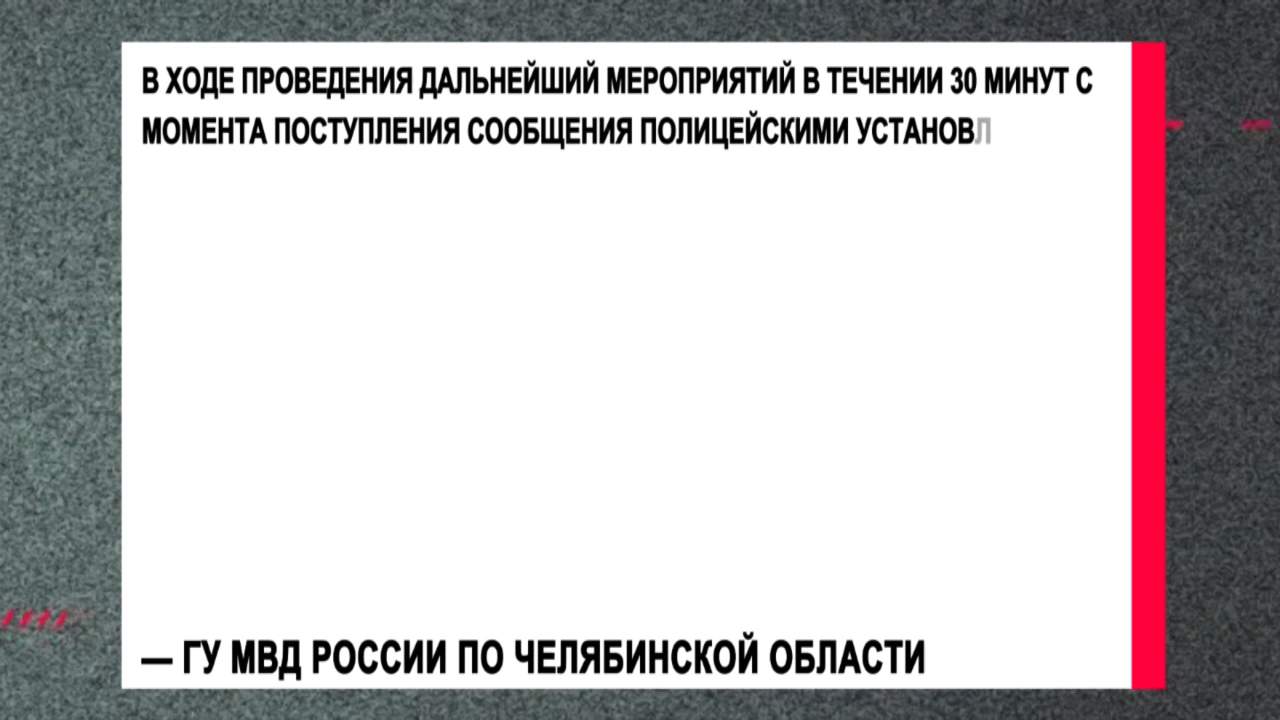 В ХОДЕ ПРОВЕДЕНИЯ ДАЛЬНЕЙШИЙ МЕРОПРИЯТИЙ В ТЕЧЕНИИ 30 МИНУТ С
МОМЕНТА ПОСТУПЛЕНИЯ СООБЩЕНИЯ ПОЛИЦЕЙСКИМИ УСТАНОВЛ
— ГУ МВД РОССИИ ПО ЧЕЛЯБИНСКОЙ ОБЛАСТИ